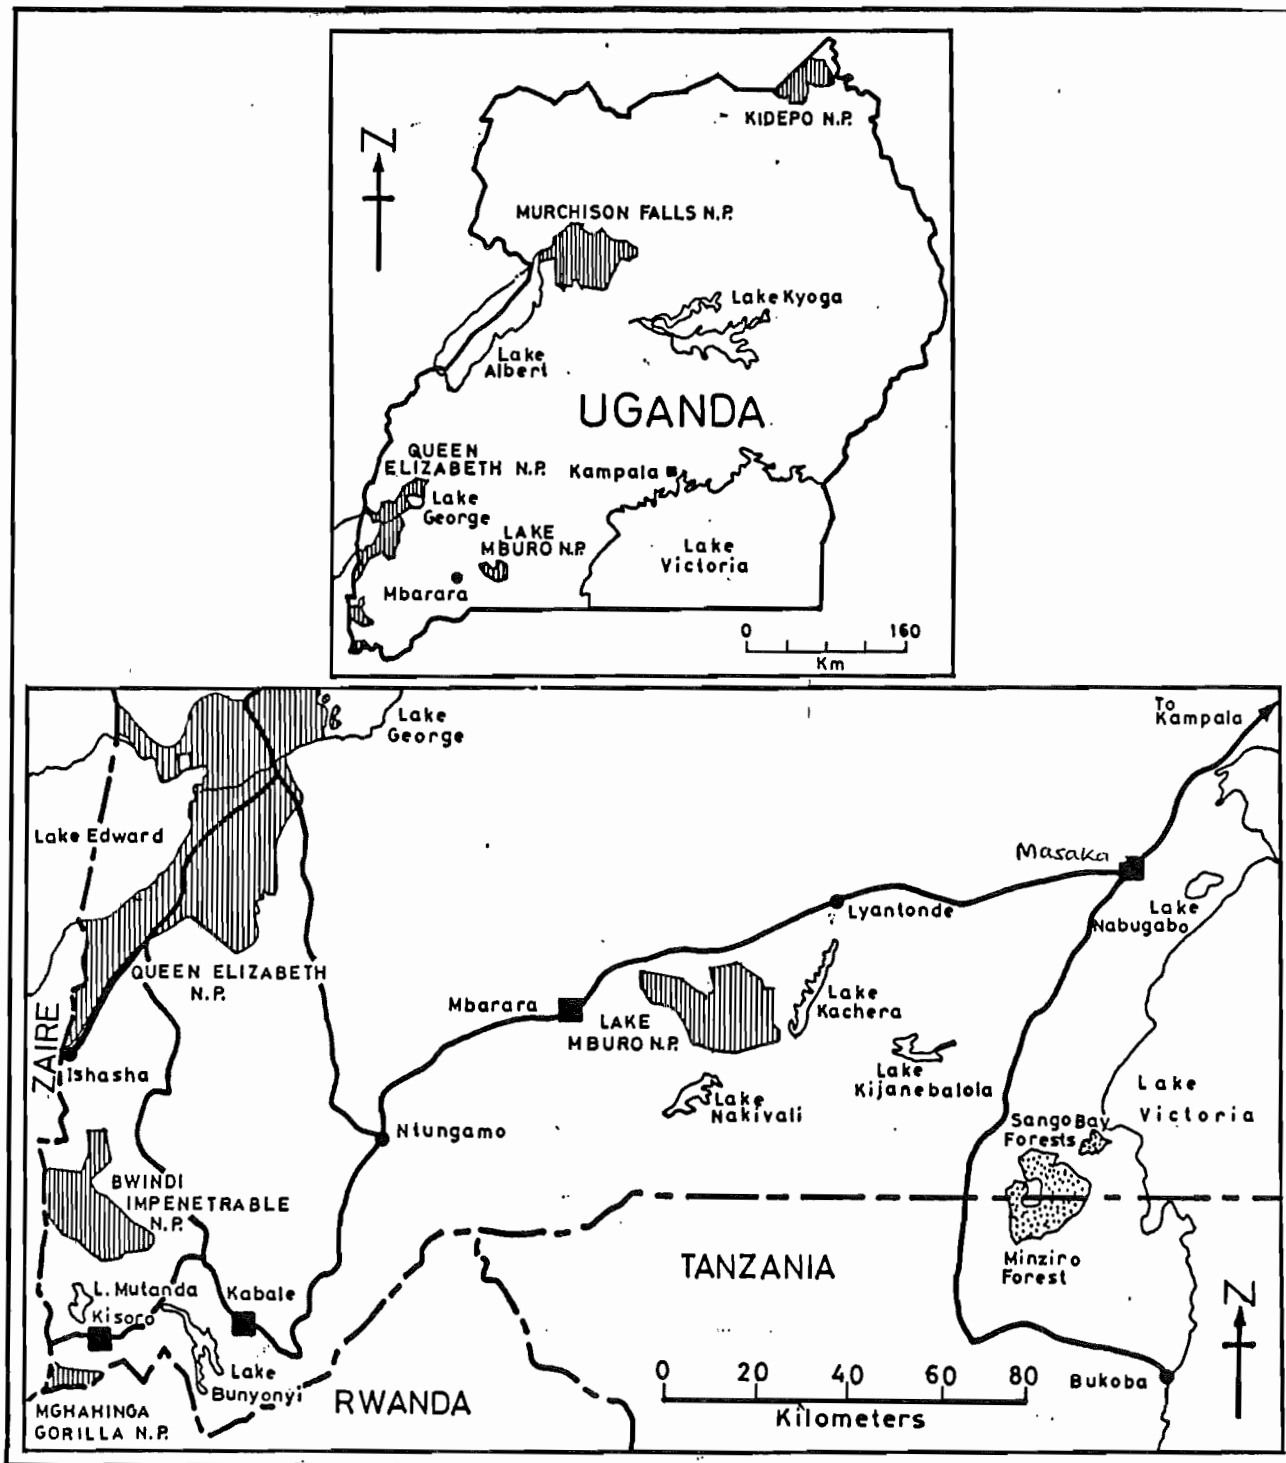 KIDEPO N.P.
N
MURCHISON FALLS N.P.
Lake Kyoga
Lake
Albert
UGANDA
QUEEN
ELIZABETH N.P.
Kampala
Lake
George
LAKE
MBURO N.P.
Lake
Victoria
Mbarara
0 160
Km
Lake
George
To
Kampala
Lake Edward
Masaka
Lyantonde
Lake
Nabugabo
QUEEN ELIZABETH
N.P.
Mbarara
Lake
Kachera
LAKE
MBURO N.P.
ZAIRE
Ishasha
Lake
Kijanebalola
Lake
Nakivali
Lake
Victoria
Ntungamo
Sango Bay
Forests
BWINDI
IMPENETRABLE
N.P.
TANZANIA
Minziro
Forest
L. Mutanda
Kabale
Kisoro
N
Lake
Bunyonyi
0 20 40 60 80
Kilometers
Bukoba
RWANDA
MGHAHINGA
GORILLA N.P.